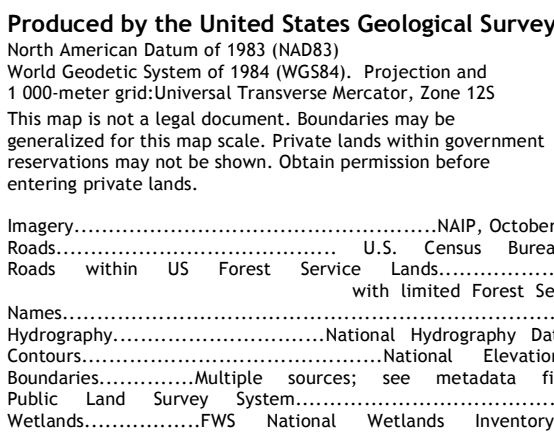 Produced by the United States Geological Survey
North American Datum of 1983 (NAD83)
World Geodetic System of 1984 (WGS84). Projection and
1 000-meter grid:Universal Transverse Mercator, Zone 12S
This map is not a legal document. Boundaries may be
generalized for this map scale. Private lands within government
reservations may not be shown. Obtain permission before
entering private lands.
Imagery....................................................NAIP, October
Roads......................................... U.S. Census Burea
Roads within US Forest Service Lands.................
with limited Forest Se
Names...........................................................................
Hydrography...............................National Hydrography Dat
Contours............................................National Elevation
Boundaries..............Multiple sources; see metadata fi
Public Land Survey System......................................
Wetlands.................FWS National Wetlands Inventory